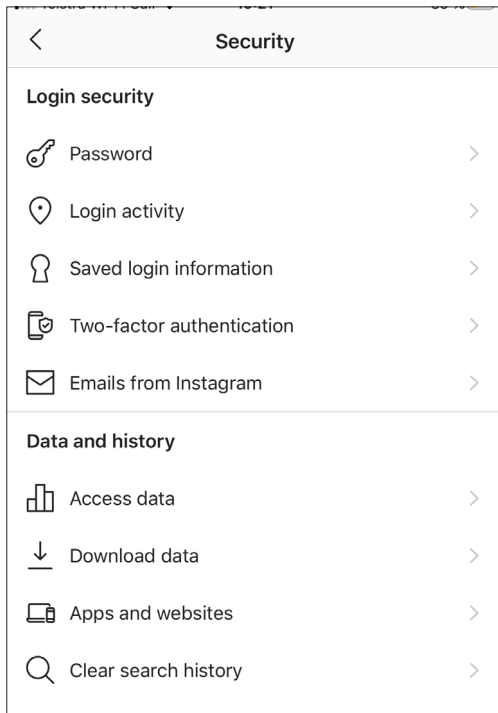 Security
Login security
Password
Login activity
Saved login information
Two-factor authentication
Emails from Instagram
Data and history
Access data
Download data
Apps and websites
Clear search history